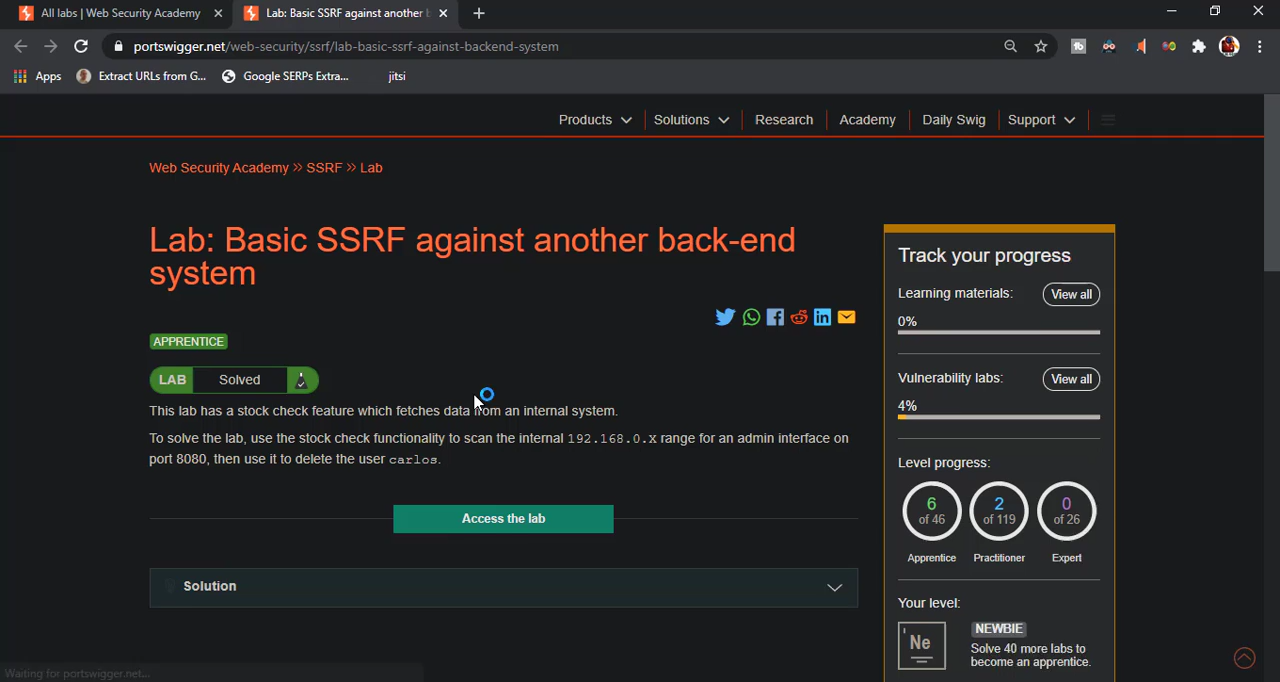 All labs | Web Security Academy
Lab: Basic SSRF against another b
portswigger.net/web-security/ssrf/lab-basic-ssrf-against-backend-system
Apps
Extract URLs from G...
Google SERPs Extra...
jitsi
Products
Solutions
Research
Academy
Daily Swig
Support
Web Security Academy >> SSRF >> Lab
Lab: Basic SSRF against another back-end
system
APPRENTICE
LAB Solved
This lab has a stock check feature which fetches data from an internal system.
To solve the lab, use the stock check functionality to scan the internal 192.168.0.X range for an admin interface on
port 8080, then use it to delete the user carlos.
Access the lab
Solution
Track your progress
Learning materials: View all
0%
Vulnerability labs: View all
4%
Level progress:
6 2 0
of 46 of 119 of 26
Apprentice Practitioner Expert
Your level:
Ne
NEWBIE
Solve 40 more labs to
become an apprentice.
Waiting for portswigger.net...